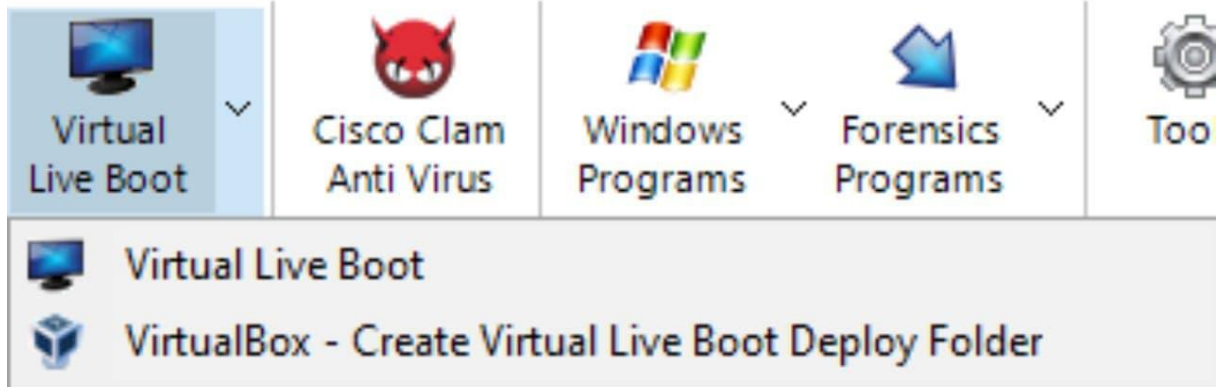 Virtual
Live Boot
Cisco Clam
Anti Virus
Windows
Programs
Forensics
Programs
Virtual Live Boot
VirtualBox - Create Virtual Live Boot Deploy Folder